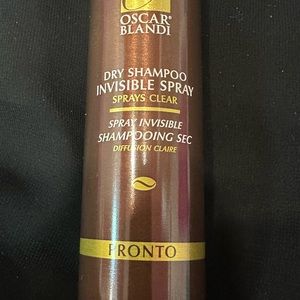 OSCAR®
BLANDI
DRY SHAMPOO
INVISIBLE SPRAY
SPRAYS CLEAR
SPRAY INVISIBLE
SHAMPOOING SEC
DIFFUSION CLAIRE
PRONTO